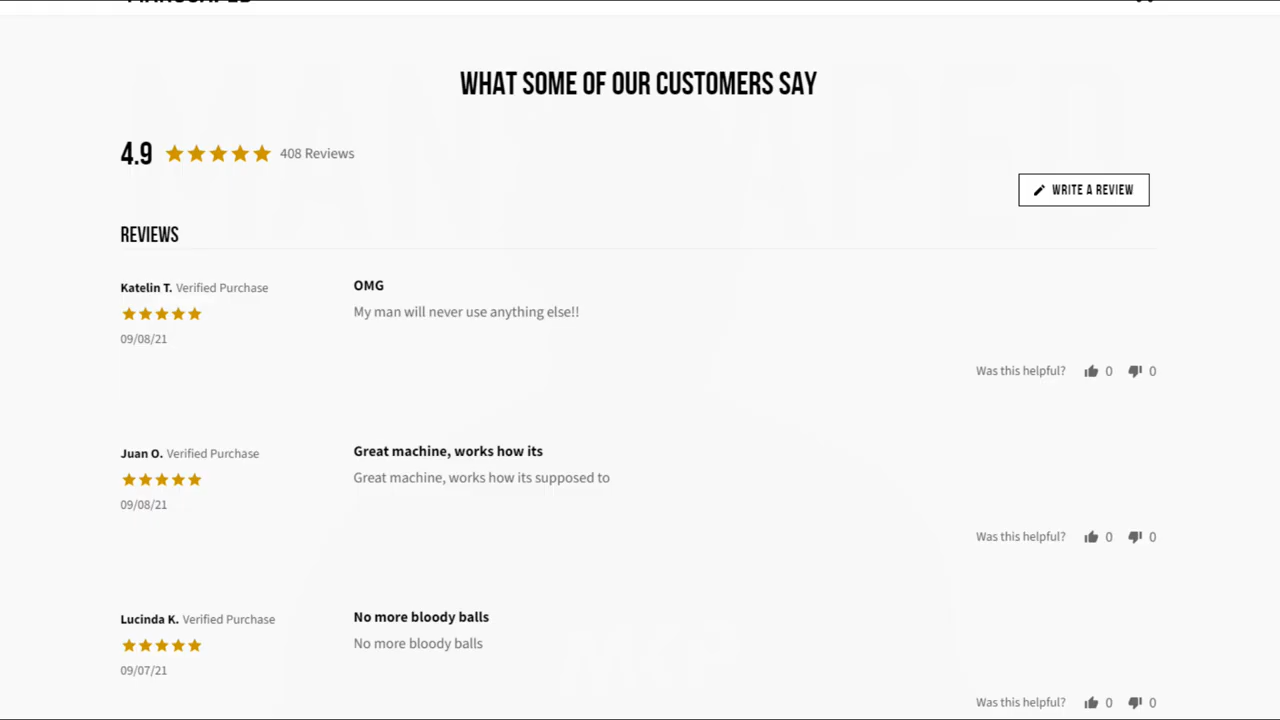 WHAT SOME OF OUR CUSTOMERS SAY
4.9 408 Reviews
WRITE A REVIEW
REVIEWS
Katelin T. Verified Purchase
09/08/21
OMG
My man will never use anything else!!
Was this helpful? 0 0
Juan O. Verified Purchase
09/08/21
Great machine, works how its
Great machine, works how its supposed to
Was this helpful? 0 0
Lucinda K. Verified Purchase
09/07/21
No more bloody balls
No more bloody balls
Was this helpful? 0 0